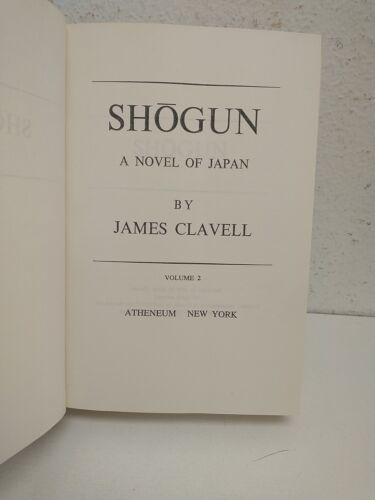 SHŌGUN
A NOVEL OF JAPAN
BY
JAMES CLAVELL
VOLUME 2
ATHENEUM NEW YORK